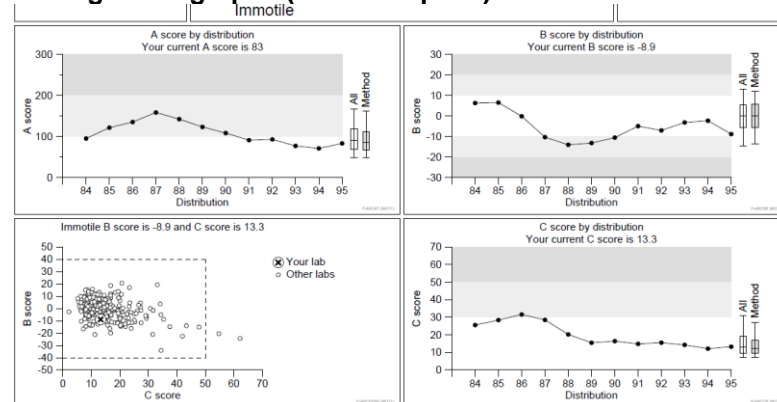 Immotile
A score by distribution
Your current A score is 83
300
200
100
0
A score
84 85 86 87 88 89 90 91 92 93 94 95
Distribution
All
Method
B score by distribution
Your current B score is -8.9
30
20
10
0
-10
-20
-30
B score
84 85 86 87 88 89 90 91 92 93 94 95
Distribution
All
Method
Immotile B score is -8.9 and C score is 13.3
50
40
30
20
10
0
-10
-20
-30
-40
-50
B score
0 10 20 30 40 50 60 70
C score
Your lab
Other labs
C score by distribution
Your current C score is 13.3
70
60
50
40
30
20
10
0
C score
84 85 86 87 88 89 90 91 92 93 94 95
Distribution
All
Method